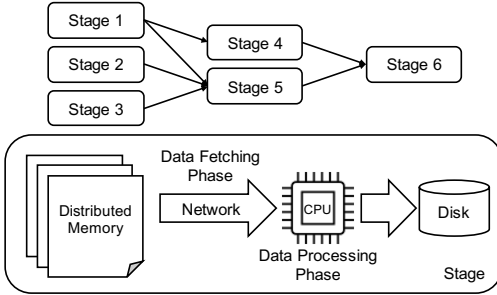 Stage 1
Stage 2
Stage 3
Stage 4
Stage 5
Stage 6
Data Fetching
Phase
Distributed
Memory
Network
CPU
Disk
Data Processing
Phase
Stage